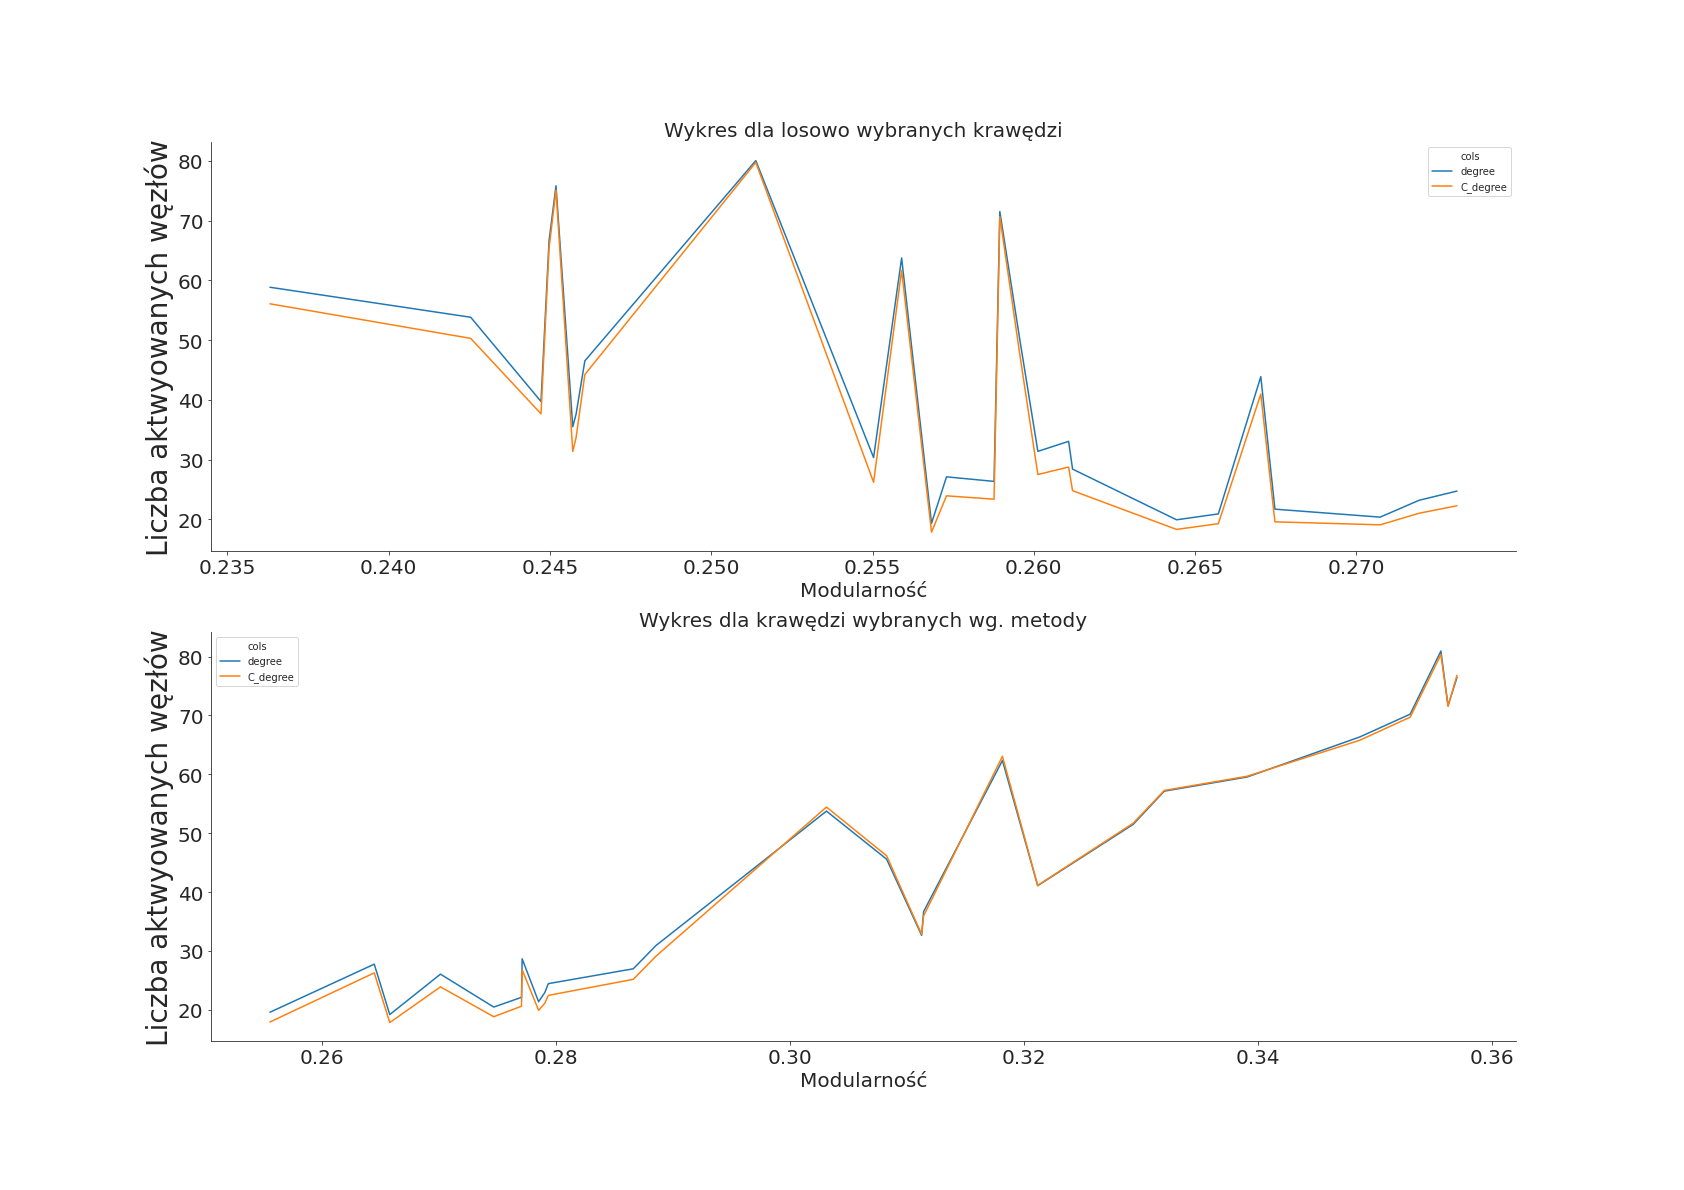 Wykres dla losowo wybranych krawędzi
Liczba aktwyowanych węzłów
80
70
60
50
40
30
20
cols
degree
C_degree
0.235 0.240 0.245 0.250 0.255 0.260 0.265 0.270
Modularność
Wykres dla krawędzi wybranych wg. metody
Liczba aktwyowanych węzłów
80
70
60
50
40
30
20
cols
degree
C_degree
0.26 0.28 0.30 0.32 0.34 0.36
Modularność